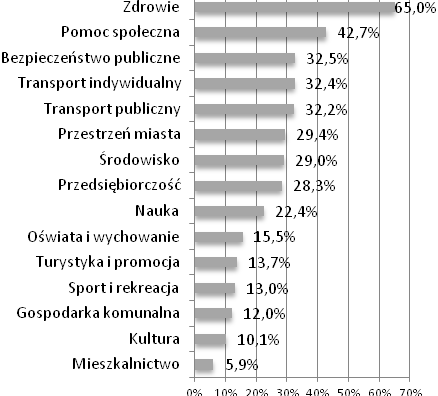 Zdrowie 65,0%
Pomoc społeczna 42,7%
Bezpieczeństwo publiczne 32,5%
Transport indywidualny 32,4%
Transport publiczny 32,2%
Przestrzeń miasta 29,4%
Środowisko 29,0%
Przedsiębiorczość 28,3%
Nauka 22,4%
Oświata i wychowanie 15,5%
Turystyka i promocja 13,7%
Sport i rekreacja 13,0%
Gospodarka komunalna 12,0%
Kultura 10,1%
Mieszkalnictwo 5,9%
0% 10% 20% 30% 40% 50% 60% 70%